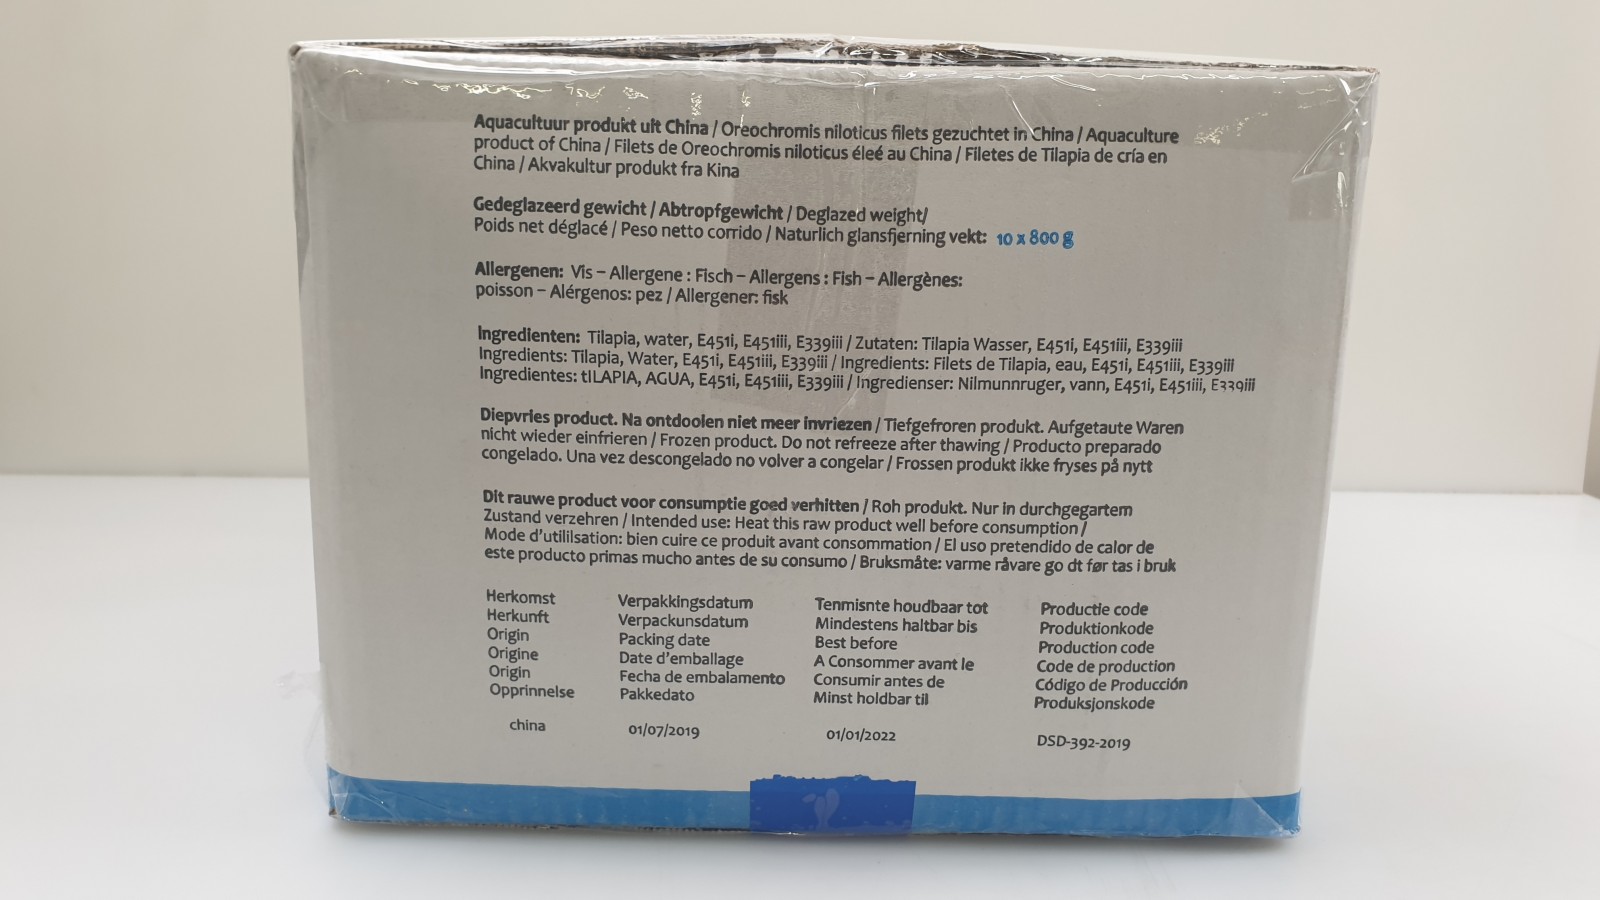 Aquacultuur produkt uit China / Oreochromis niloticus filets gezuchtet in China / Aquaculture
product of China / Filets de Oreochromis niloticus éleé au China / Filetes de Tilapia de cría en
China / Akvakultur produkt fra Kina
Gedeglazeerd gewicht / Abtropfgewicht / Deglazed weight/
Poids net déglacé / Peso netto corrido / Naturlich glansfjerning vekt: 10 x 800 g
Allergenen: Vis – Allergene : Fisch – Allergens : Fish – Allergènes:
poisson – Alérgenos: pez / Allergener: fisk
Ingredienten: Tilapia, water, E451i, E451iii, E339iii / Zutaten: Tilapia Wasser, E451i, E451iii, E339iii
Ingredients: Tilapia, Water, E451i, E451iii, E339iii / Ingredients: Filets de Tilapia, eau, E451i, E451iii, E339iii
Ingredientes: tILAPIA, AGUA, E451i, E451iii, E339iii / Ingredienser: Nilmunnruger, vann, E451i, E451iii, E339iii
Diepvries product. Na ontdooien niet meer invriezen / Tiefgefroren produkt. Aufgetaute Waren
nicht wieder einfrieren / Frozen product. Do not refreeze after thawing / Producto preparado
congelado. Una vez descongelado no volver a congelar / Frossen produkt ikke fryses på nytt
Dit rauwe product voor consumptie goed verhitten / Roh produkt. Nur in durchgegartem
Zustand verzehren / Intended use: Heat this raw product well before consumption /
Mode d'utililsation: bien cuire ce produit avant consommation / El uso pretendido de calor de
este producto primas mucho antes de su consumo / Bruksmåte: varme råvare go dt før tas i bruk
Herkomst Verpakkingsdatum Tenmisnte houdbaar tot Productie code
Herkunft Verpackunsdatum Mindestens haltbar bis Produktionkode
Origin Packing date Best before Production code
Origine Date d'emballage A Consommer avant le Code de production
Origin Fecha de embalamento Consumir antes de Código de Producción
Opprinnelse Pakkedato Minst holdbar til Produksjonskode
china 01/07/2019 01/01/2022 DSD-392-2019